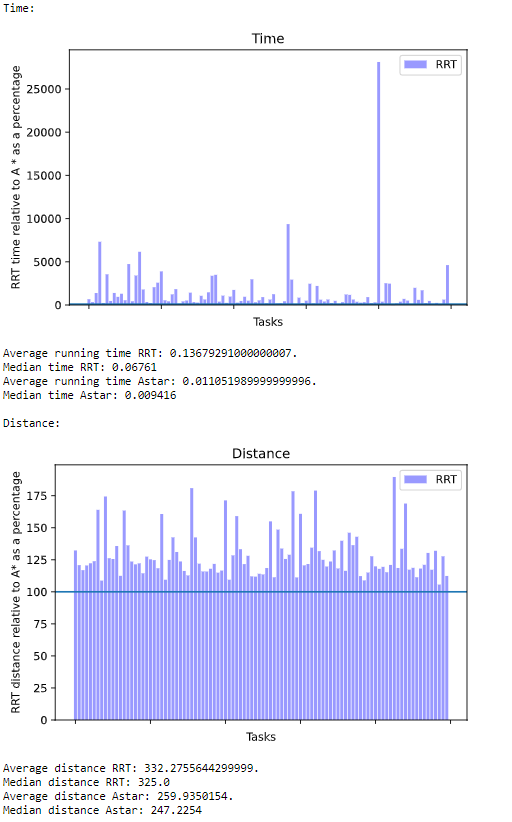 Time:
Time
RRT
RRT time relative to A * as a percentage
25000
20000
15000
10000
5000
0
Tasks
Average running time RRT: 0.13679291000000007.
Median time RRT: 0.06761
Average running time Astar: 0.011051989999999996.
Median time Astar: 0.009416
Distance:
Distance
RRT
RRT distance relative to A* as a percentage
175
150
125
100
75
50
25
0
Tasks
Average distance RRT: 332.2755644299999.
Median distance RRT: 325.0
Average distance Astar: 259.9350154.
Median distance Astar: 247.2254